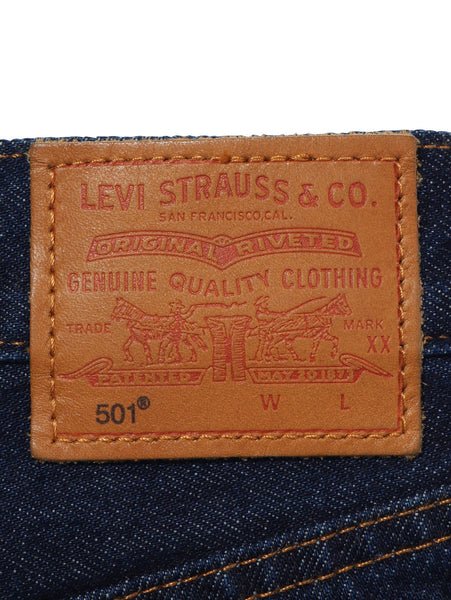 LEVI STRAUSS & CO.
SAN FRANCISCO, CAL.
ORIGINAL RIVETED
GENUINE QUALITY CLOTHING
TRADE MARK
XX
PATENTED MAY 20 1873
501® W L